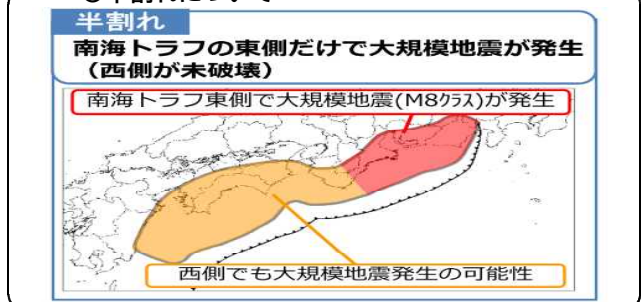 半割れ
南海トラフの東側だけで大規模地震が発生
（西側が未破壊）
南海トラフ東側で大規模地震(M8クラス)が発生
西側でも大規模地震発生の可能性